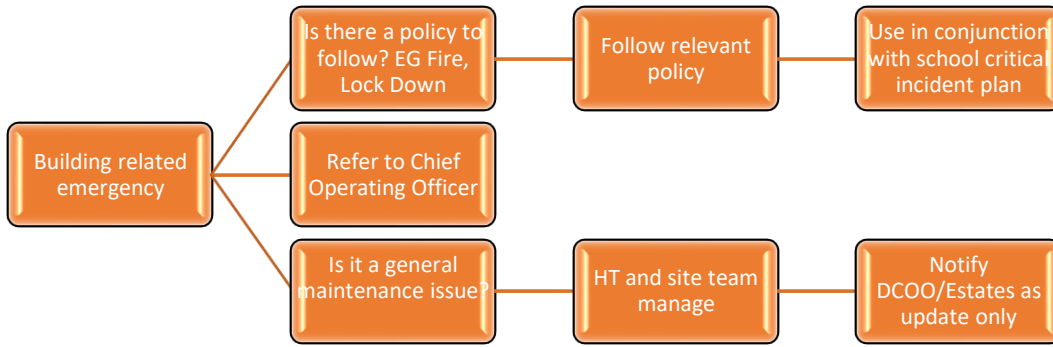 Is there a policy to
follow? EG Fire,
Lock Down
Follow relevant
policy
Use in conjunction
with school critical
incident plan
Building related
emergency
Refer to Chief
Operating Officer
Is it a general
maintenance issue?
HT and site team
manage
Notify
DCOO/Estates as
update only